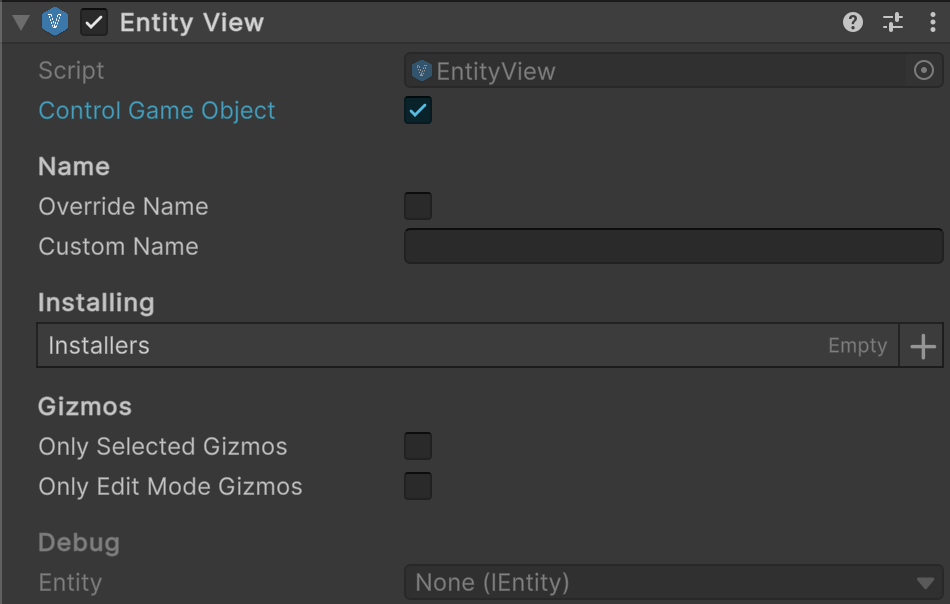 Entity View
Script EntityView
Control Game Object
Name
Override Name
Custom Name
Installing
Installers Empty
Gizmos
Only Selected Gizmos
Only Edit Mode Gizmos
Debug
Entity None (IEntity)